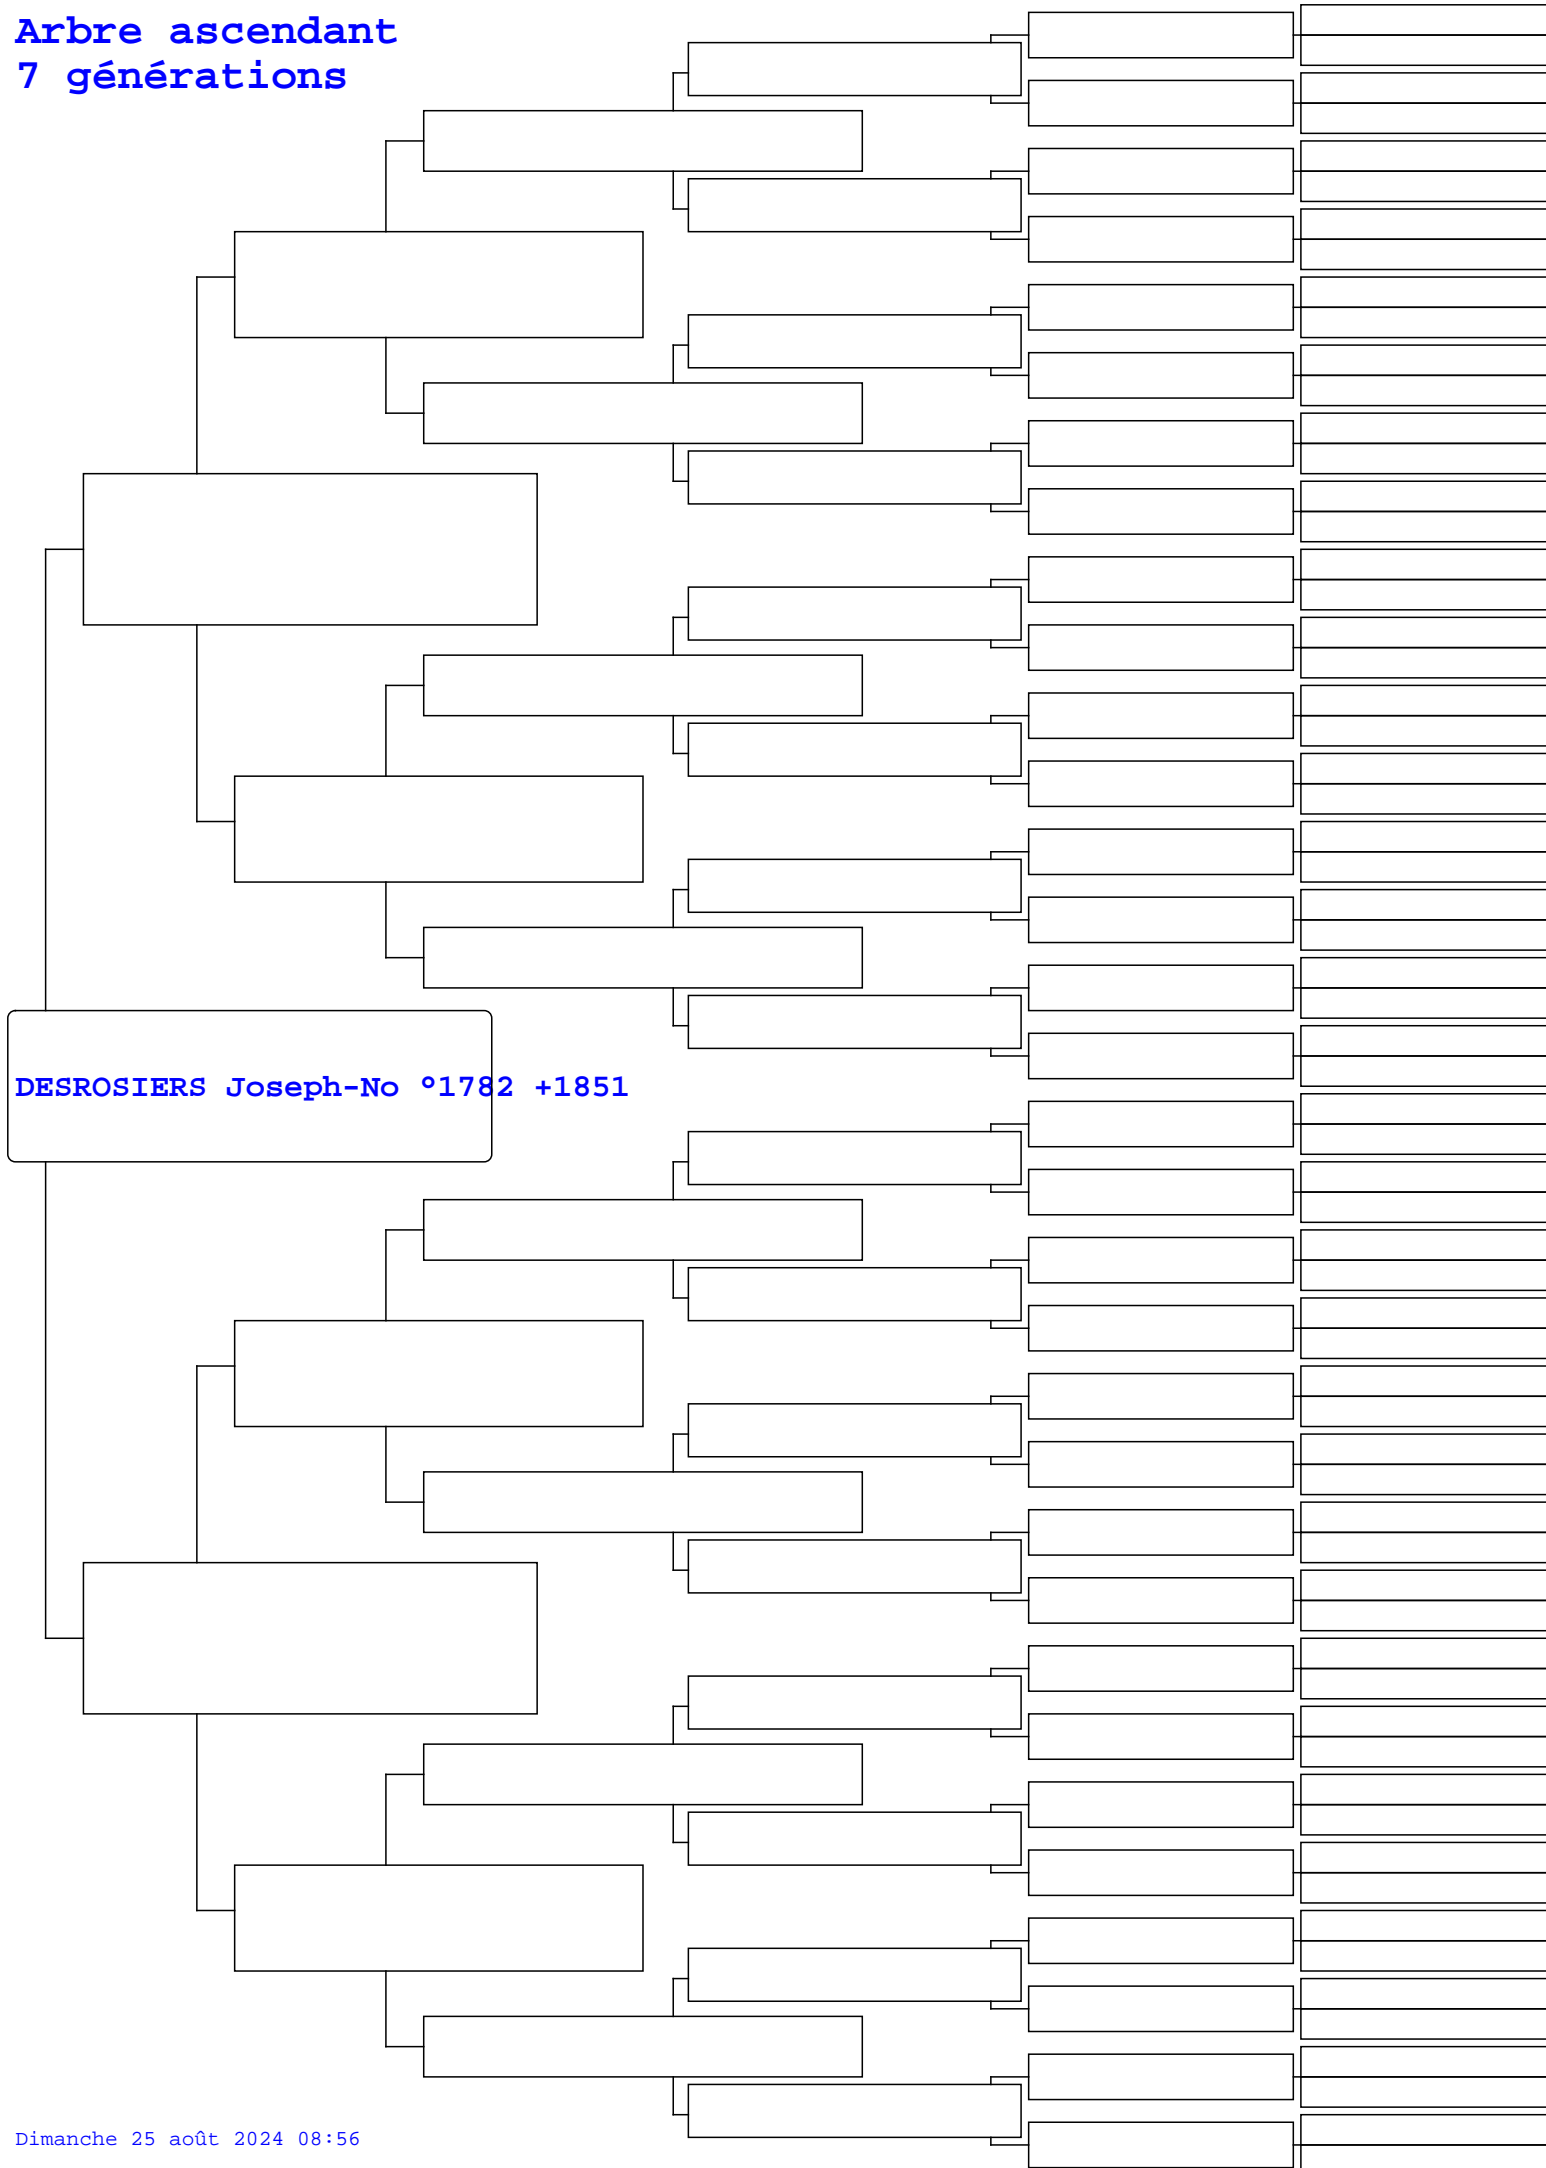 Arbre ascendant
7 générations
DESROSIERS Joseph-No °1782 +1851
Dimanche 25 août 2024 08:56